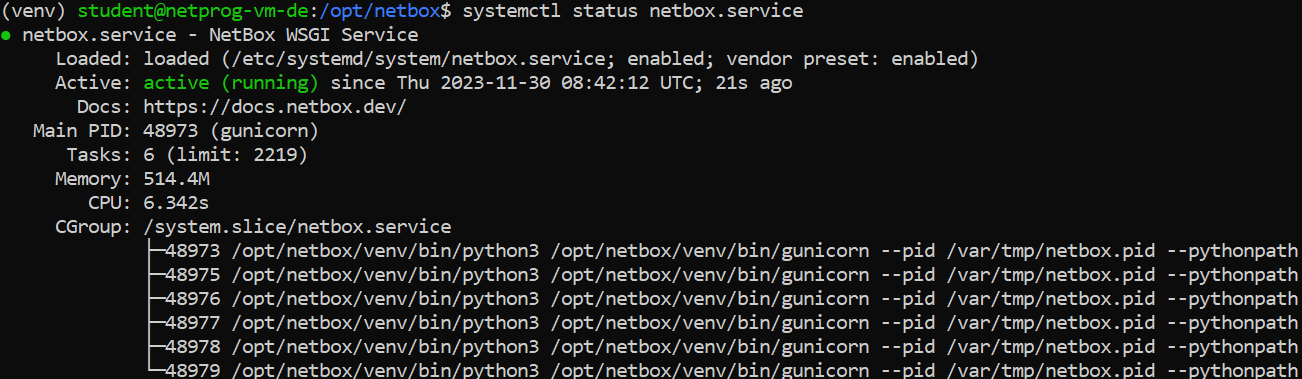 (venv) student@netprog-vm-de:/opt/netbox$ systemctl status netbox.service
● netbox.service - NetBox WSGI Service
Loaded: loaded (/etc/systemd/system/netbox.service; enabled; vendor preset: enabled)
Active: active (running) since Thu 2023-11-30 08:42:12 UTC; 21s ago
Docs: https://docs.netbox.dev/
Main PID: 48973 (gunicorn)
Tasks: 6 (limit: 2219)
Memory: 514.4M
CPU: 6.342s
CGroup: /system.slice/netbox.service
├─48973 /opt/netbox/venv/bin/python3 /opt/netbox/venv/bin/gunicorn --pid /var/tmp/netbox.pid --pythonpath
├─48975 /opt/netbox/venv/bin/python3 /opt/netbox/venv/bin/gunicorn --pid /var/tmp/netbox.pid --pythonpath
├─48976 /opt/netbox/venv/bin/python3 /opt/netbox/venv/bin/gunicorn --pid /var/tmp/netbox.pid --pythonpath
├─48977 /opt/netbox/venv/bin/python3 /opt/netbox/venv/bin/gunicorn --pid /var/tmp/netbox.pid --pythonpath
├─48978 /opt/netbox/venv/bin/python3 /opt/netbox/venv/bin/gunicorn --pid /var/tmp/netbox.pid --pythonpath
└─48979 /opt/netbox/venv/bin/python3 /opt/netbox/venv/bin/gunicorn --pid /var/tmp/netbox.pid --pythonpath